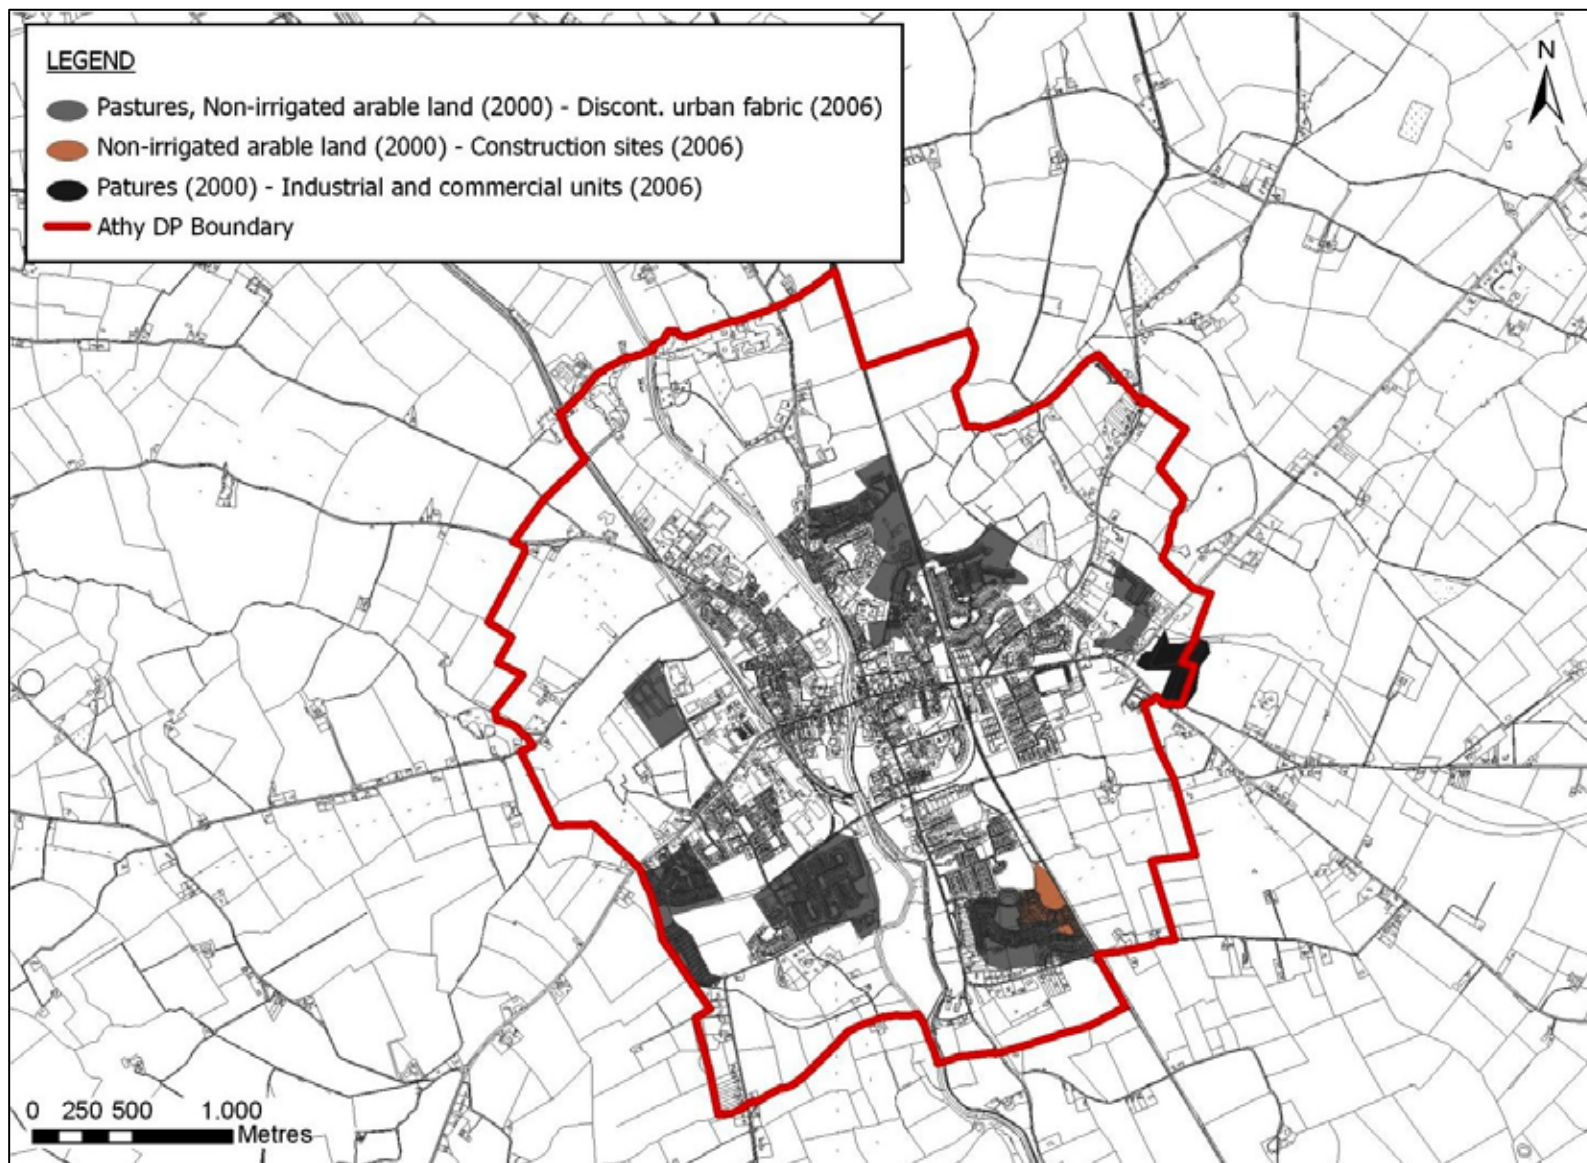 LEGEND
N
Pastures, Non-irrigated arable land (2000) - Discont. urban fabric (2006)
Non-irrigated arable land (2000) - Construction sites (2006)
Patures (2000) - Industrial and commercial units (2006)
Athy DP Boundary
0 250 500 1.000
Metres